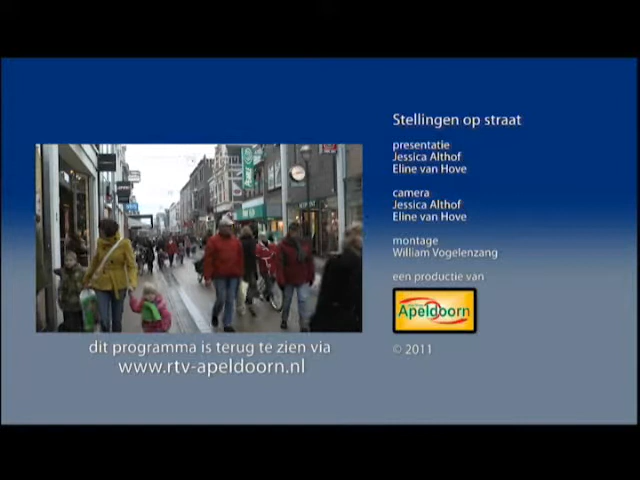 Stellingen op straat
presentatie
Jessica Althof
Eline van Hove
camera
Jessica Althof
Eline van Hove
montage
William Vogelenzang
een productie van
Apeldoorn
© 2011
dit programma is terug te zien via
www.rtv-apeldoorn.nl